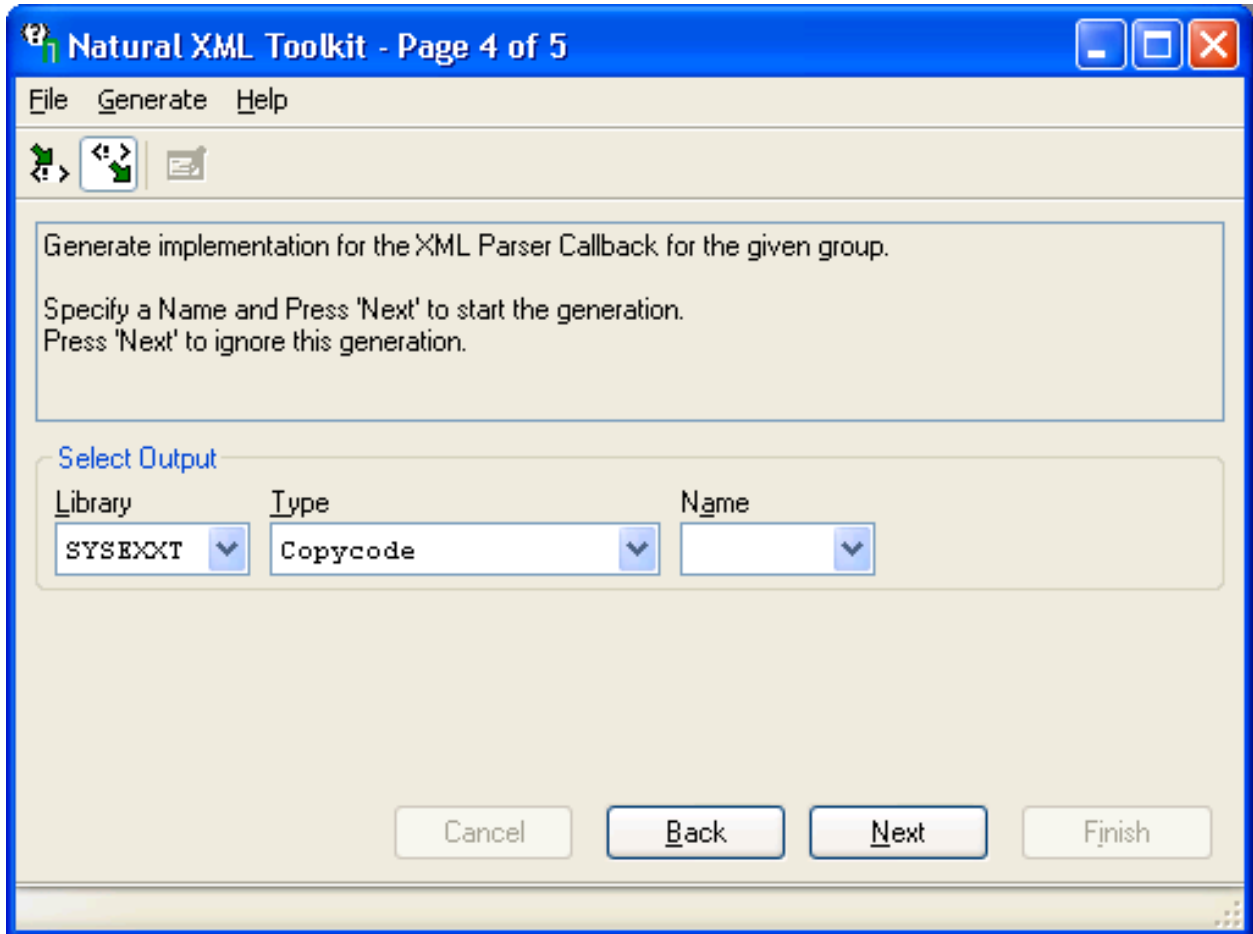 Natural XML Toolkit - Page 4 of 5
File Generate Help
Generate implementation for the XML Parser Callback for the given group.
Specify a Name and Press 'Next' to start the generation.
Press 'Next' to ignore this generation.
Select Output
Library Type Name
SYSEXXT Copycode
Cancel Back Next Finish